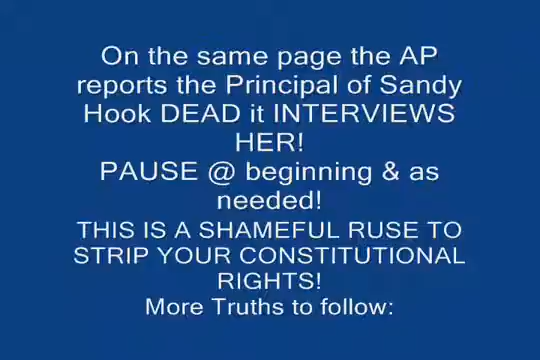 On the same page the AP
reports the Principal of Sandy
Hook DEAD it INTERVIEWS
HER!
PAUSE @ beginning & as
needed!
THIS IS A SHAMEFUL RUSE TO
STRIP YOUR CONSTITUTIONAL
RIGHTS!
More Truths to follow: